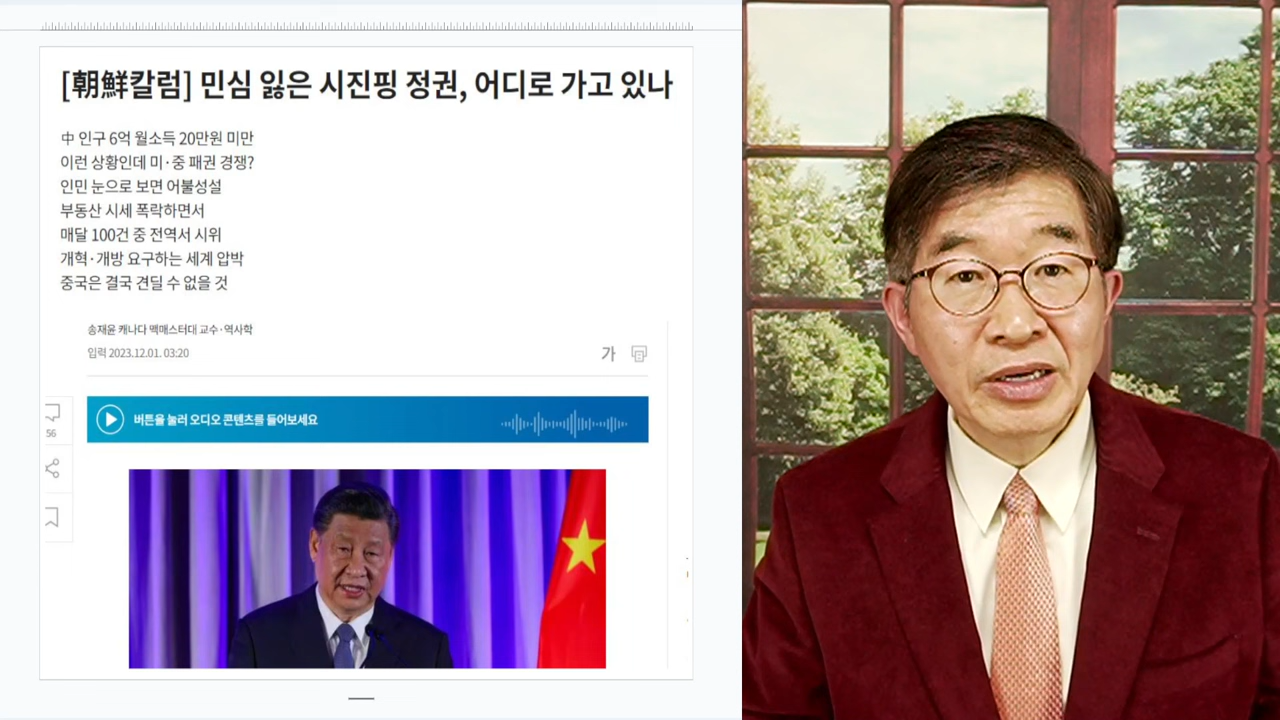 [朝鮮칼럼] 민심 잃은 시진핑 정권, 어디로 가고 있나
中 인구 6억 월소득 20만원 미만
이런 상황인데 미·중 패권 경쟁?
인민 눈으로 보면 어불성설
부동산 시세 폭락하면서
매달 100건 중 전역서 시위
개혁·개방 요구하는 세계 압박
중국은 결국 견딜 수 없을 것
송재윤 캐나다 맥매스터대 교수·역사학
입력 2023.12.01. 03:20
가
버튼을 눌러 오디오 콘텐츠를 들어보세요
56